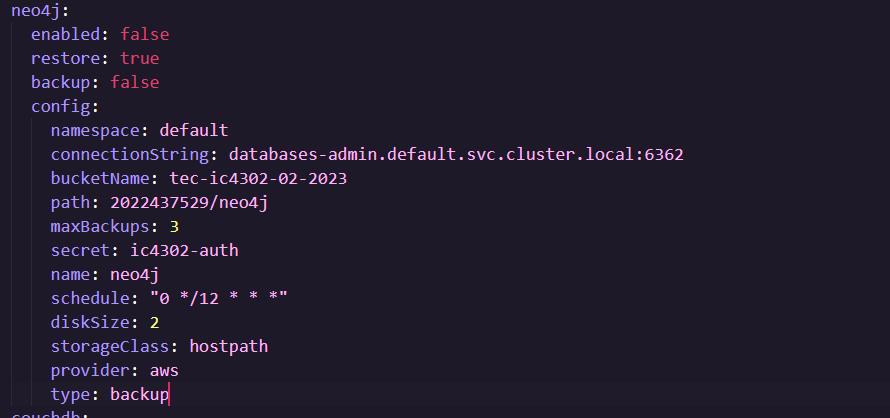 neo4j:
enabled: false
restore: true
backup: false
config:
namespace: default
connectionString: databases-admin.default.svc.cluster.local:6362
bucketName: tec-ic4302-02-2023
path: 2022437529/neo4j
maxBackups: 3
secret: ic4302-auth
name: neo4j
schedule: "0 */12 * * *"
diskSize: 2
storageClass: hostpath
provider: aws
type: backup
couchdb: